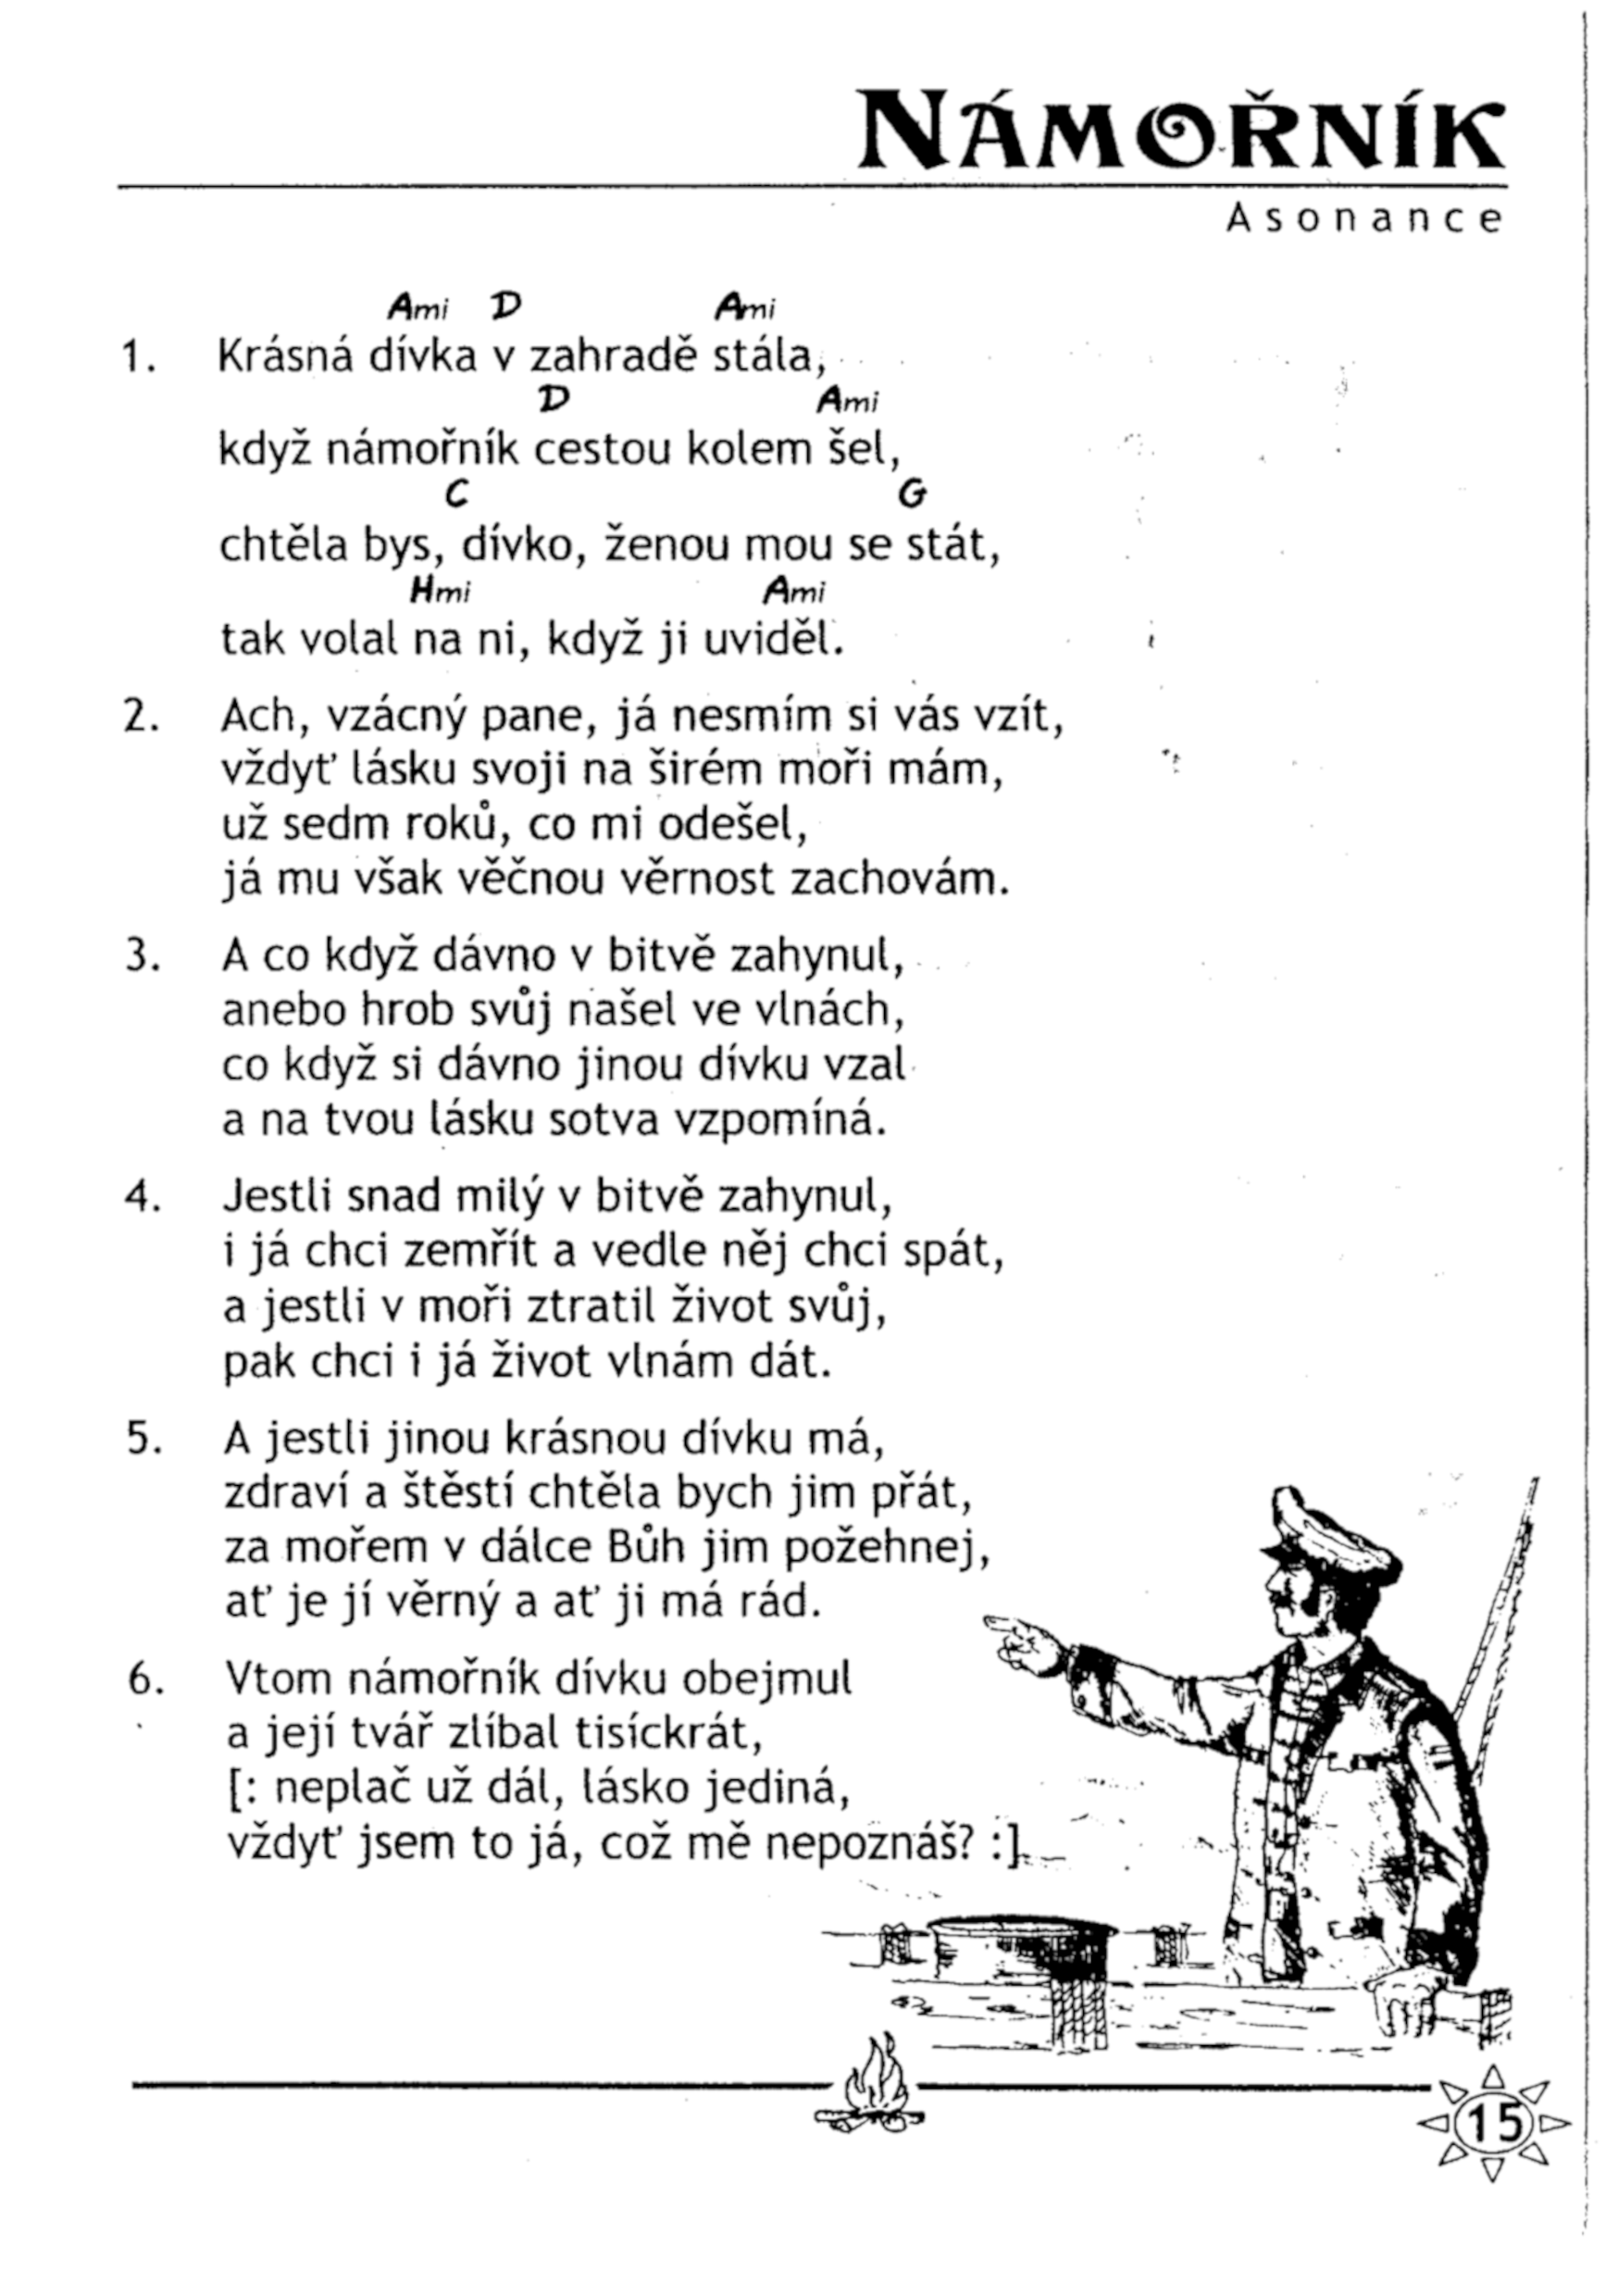 NÁMOŘNÍK
Asonance
Ami D Ami
1. Krásná dívka v zahradě stála,
D Ami
když námořník cestou kolem šel,
C G
chtěla bys, dívko, ženou mou se stát,
Hmi Ami
tak volal na ni, když ji uviděl.
2. Ach, vzácný pane, já nesmím si vás vzít,
vždyť lásku svoji na širém moři mám,
už sedm roků, co mi odešel,
já mu však věčnou věrnost zachovám.
3. A co když dávno v bitvě zahynul,
anebo hrob svůj našel ve vlnách,
co když si dávno jinou dívku vzal
a na tvou lásku sotva vzpomíná.
4. Jestli snad milý v bitvě zahynul,
i já chci zemřít a vedle něj chci spát,
a jestli v moři ztratil život svůj,
pak chci i já život vlnám dát.
5. A jestli jinou krásnou dívku má,
zdraví a štěstí chtěla bych jim přát,
za mořem v dálce Bůh jim požehnej,
ať je jí věrný a ať ji má rád.
6. Vtom námořník dívku obejmul
a její tvář zlíbal tisíckrát,
[: neplač už dál, lásko jediná,
vždyť jsem to já, což mě nepoznáš? :]
15